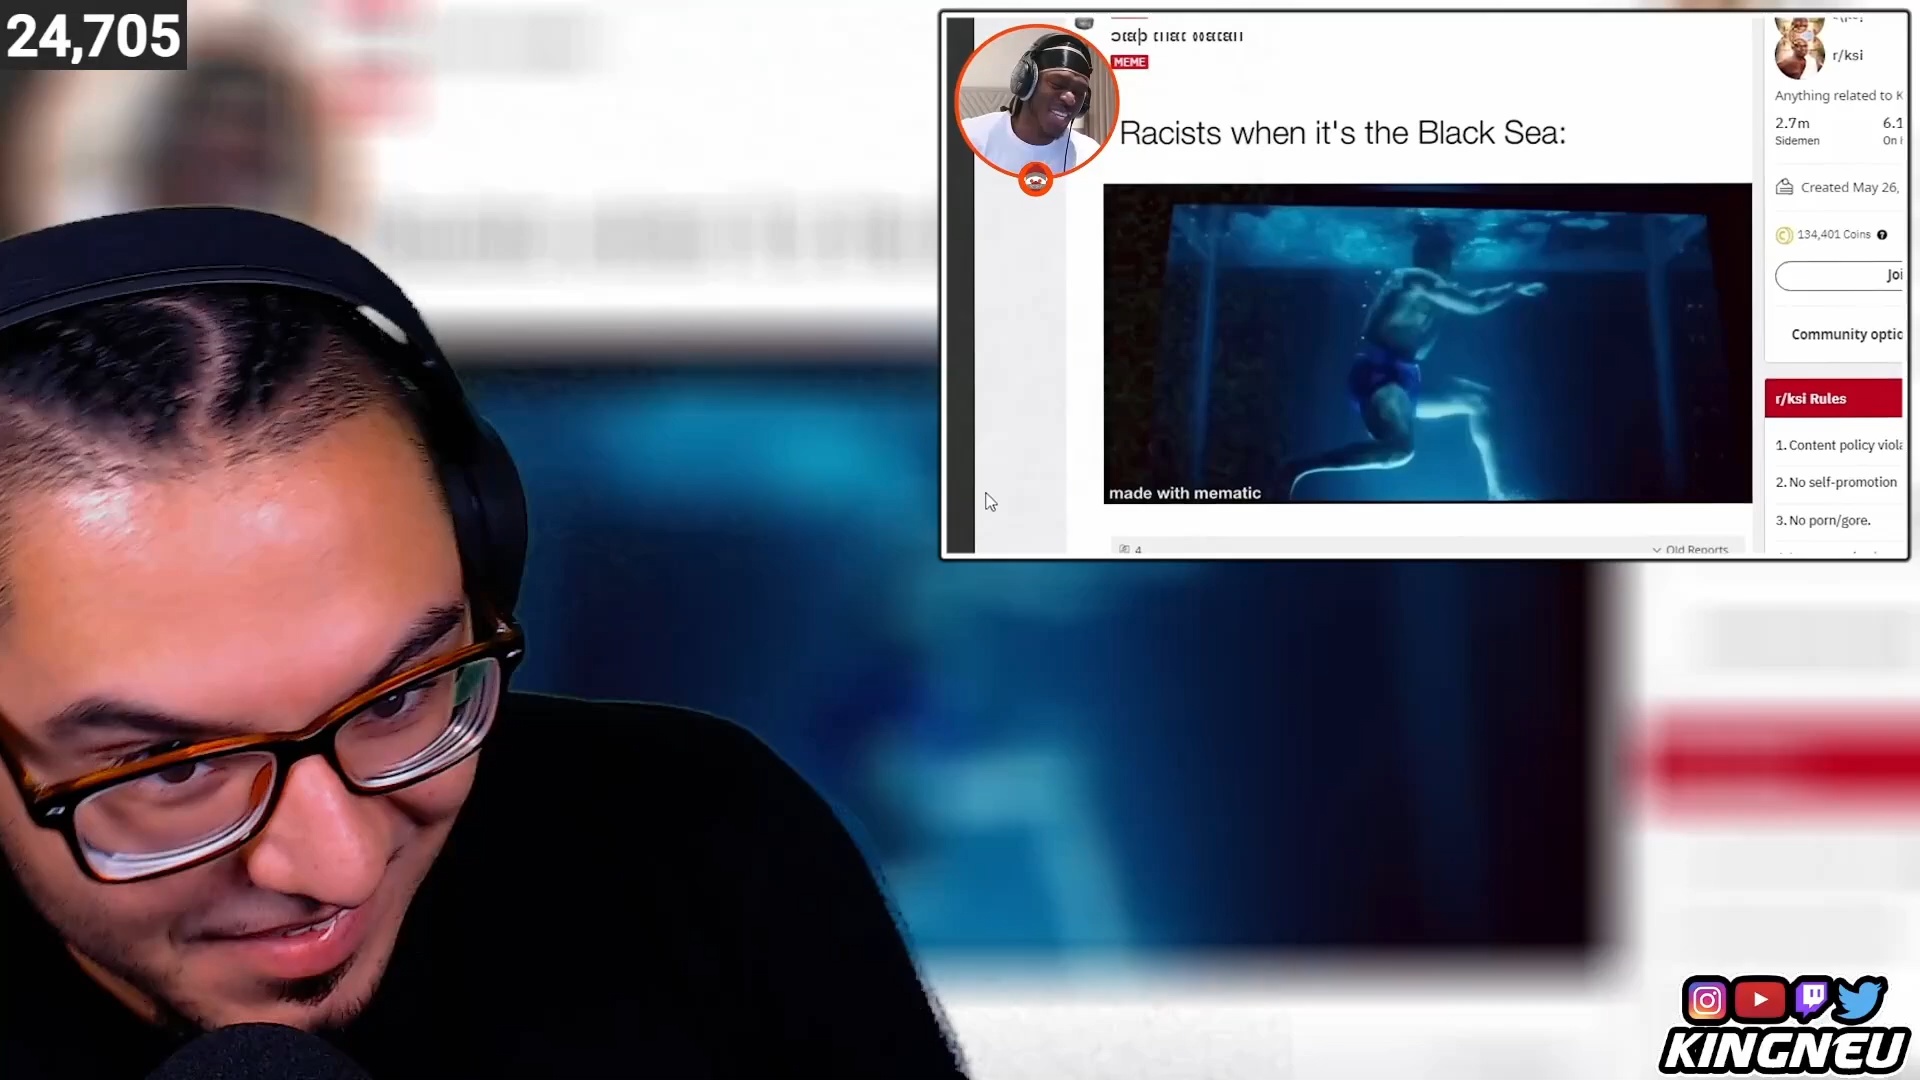 24,705
MEME
Racists when it's the Black Sea:
made with mematic
4
Old Reports
r/ksi
Anything related to K
2.7m
6.1
Sidemen
Created May 26,
134,401 Coins
Joi
Community optio
r/ksi Rules
1. Content policy viola
2. No self-promotion
3. No porn/gore.
KINGNEU